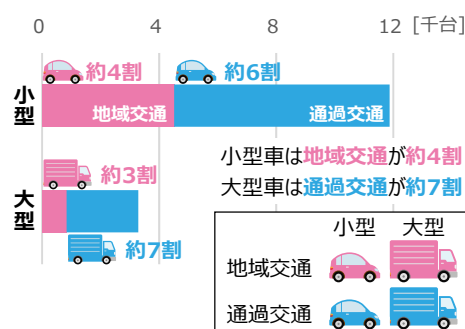 0 4 8 12 [千台]
約4割 約6割
小型 地域交通 通過交通
小型車は地域交通が約4割
約3割
大型車は通過交通が約7割
大型
約7割
小型 大型
地域交通
通過交通